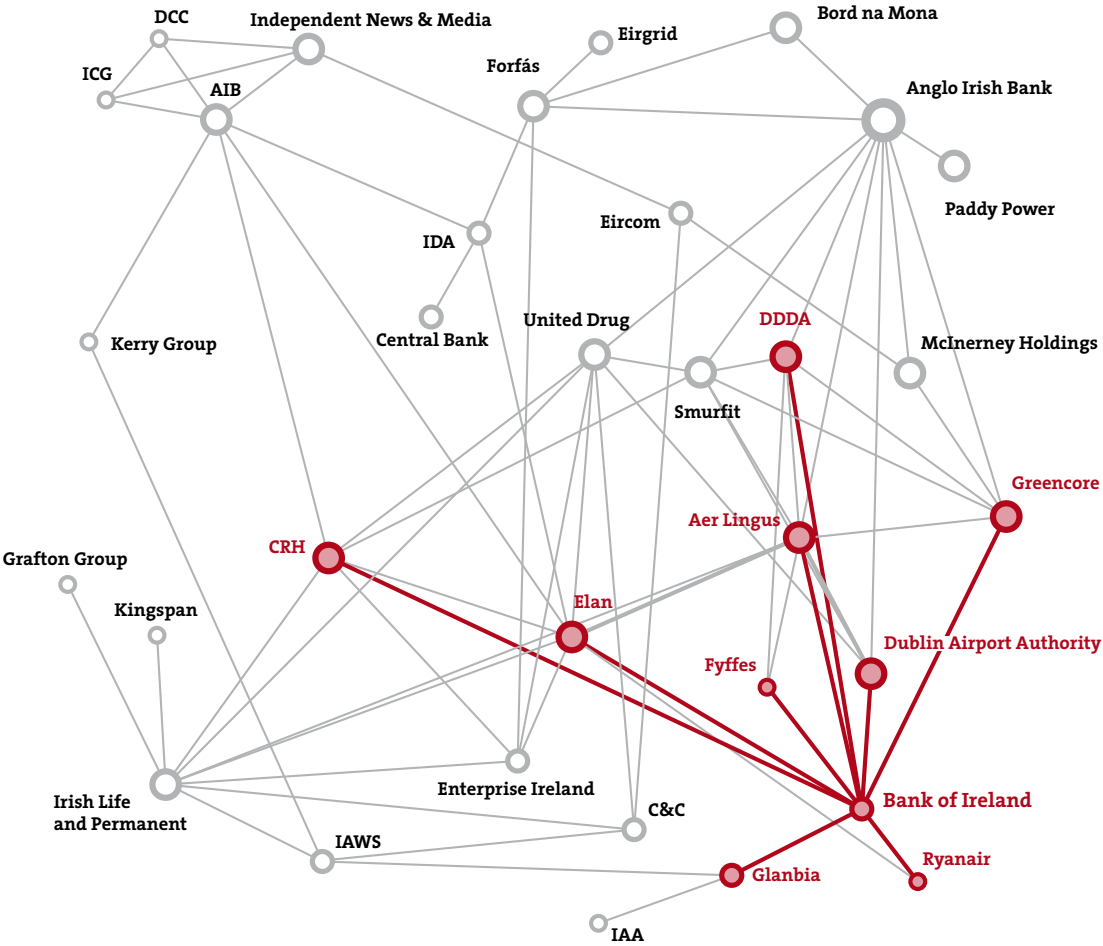 DCC
Independent News & Media
Bord na Mona
Eirgrid
Forfás
ICG
AIB
Anglo Irish Bank
Paddy Power
Eircom
IDA
United Drug
DDDA
Central Bank
Kerry Group
McInerney Holdings
Smurfit
Greencore
Aer Lingus
CRH
Grafton Group
Elan
Kingspan
Dublin Airport Authority
Fyffes
Enterprise Ireland
Irish Life
and Permanent
Bank of Ireland
C&C
IAWS
Ryanair
Glanbia
IAA